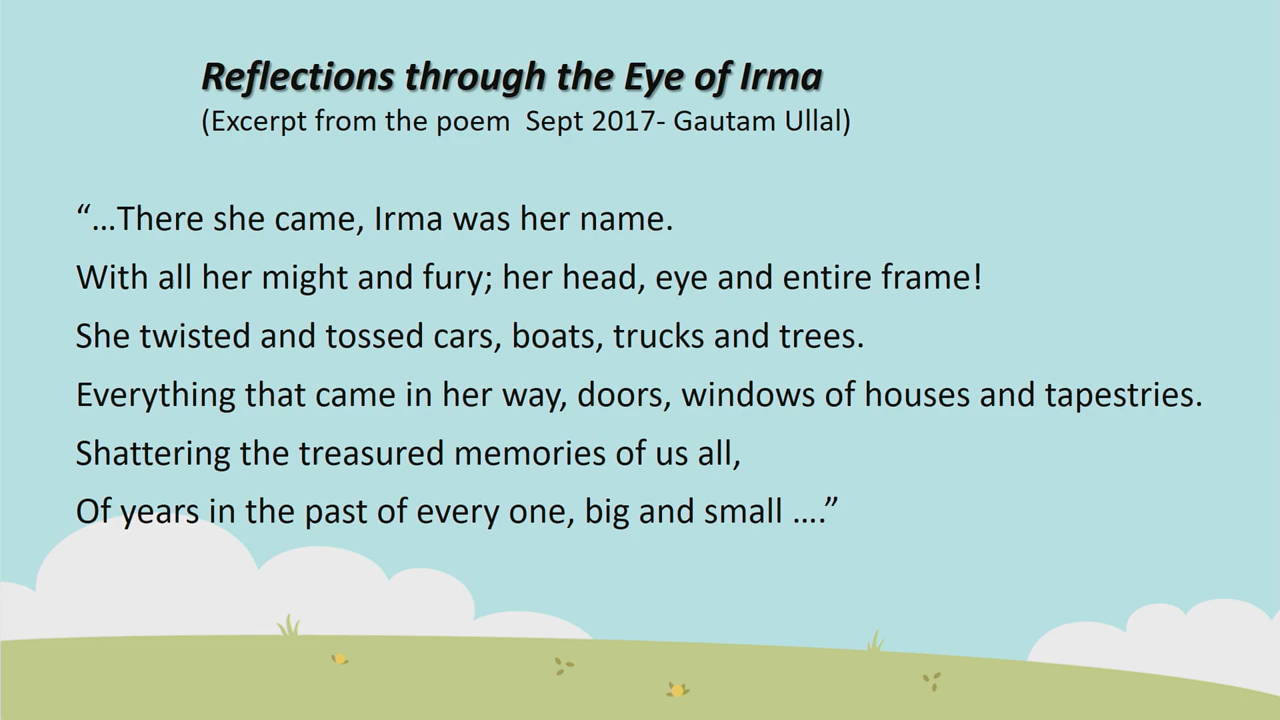 Reflections through the Eye of Irma
(Excerpt from the poem  Sept 2017- Gautam Ullal)
“…There she came, Irma was her name.
With all her might and fury; her head, eye and entire frame!
She twisted and tossed cars, boats, trucks and trees.
Everything that came in her way, doors, windows of houses and tapestries.
Shattering the treasured memories of us all,
Of years in the past of every one, big and small ….”